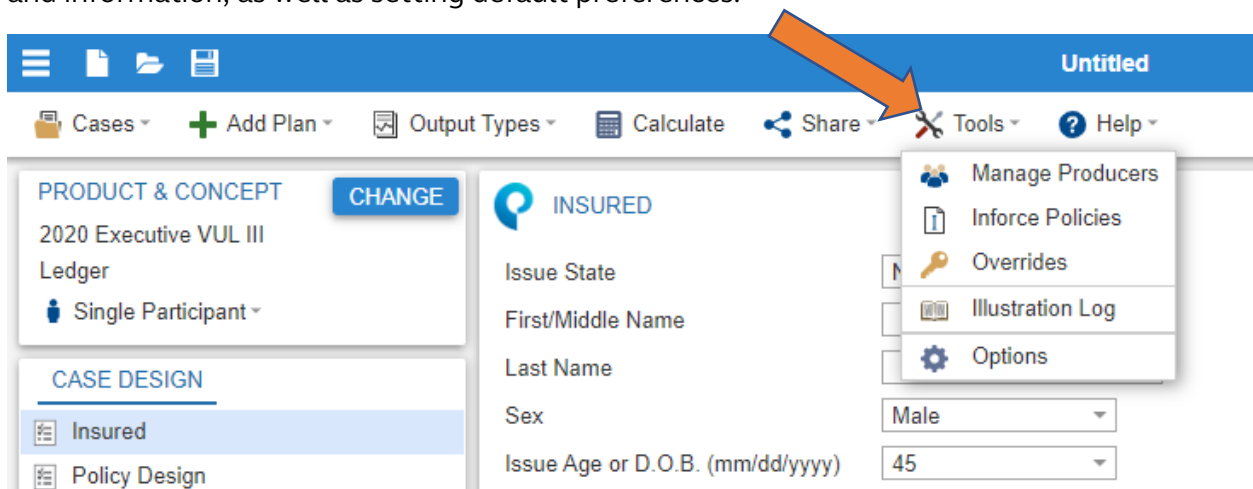 and information, as well as setting default preferences.
Untitled
Cases Add Plan Output Types Calculate Share Tools Help
PRODUCT & CONCEPT CHANGE
2020 Executive VUL III
Ledger
Single Participant
CASE DESIGN
Insured
Policy Design
INSURED
Issue State
First/Middle Name
Last Name
Sex Male
Issue Age or D.O.B. (mm/dd/yyyy) 45
Manage Producers
Inforce Policies
Overrides
Illustration Log
Options